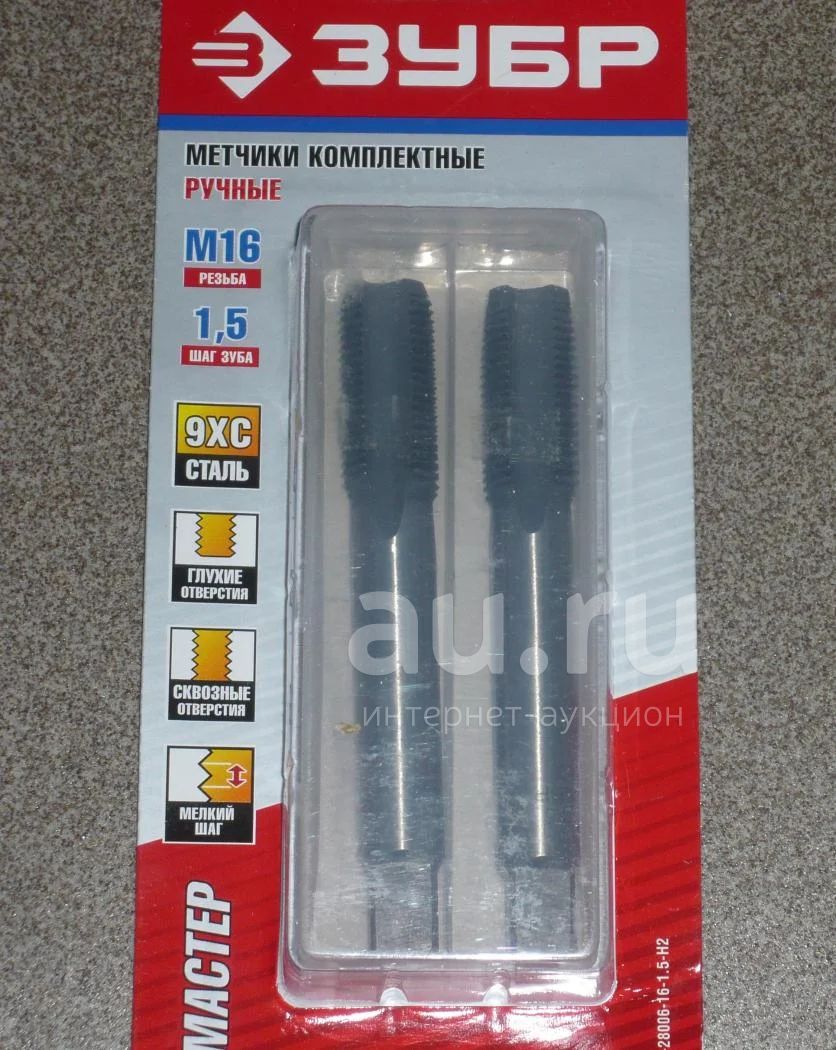 ЗУБР
МЕТЧИКИ КОМПЛЕКТНЫЕ
РУЧНЫЕ
М16
РЕЗЬБА
1,5
ШАГ ЗУБА
9ХС
СТАЛЬ
ГЛУХИЕ
ОТВЕРСТИЯ
СКВОЗНЫЕ
ОТВЕРСТИЯ
МЕЛКИЙ
ШАГ
МАСТЕР
-28006-16-1.5-H2
au.ru
интернет-аукцион